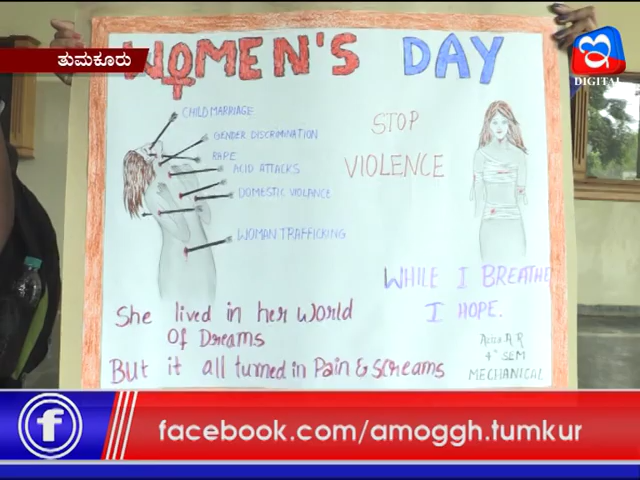 ತುಮಕೂರು
DIGITAL
WOMEN'S DAY
CHILD MARRIAGE
GENDER DISCRIMINATION
RAPE
ACID ATTACKS
DOMESTIC VIOLANCE
WOMAN TRAFFICKING
STOP
VIOLENCE
WHILE I BREATHE
I HOPE.
She lived in her World
Of Dreams
But it all turned in Pain & Screams
4th SEM
MECHANICAL
facebook.com/amoggh.tumkur